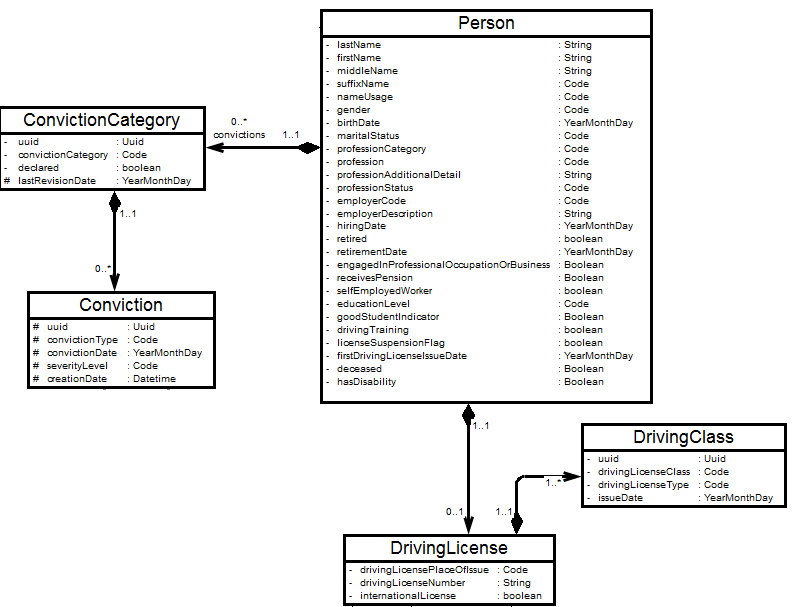 Person
- lastName : String
- firstName : String
- middleName : String
- suffixName : Code
- nameUsage : Code
- gender : Code
- birthDate : YearMonthDay
- maritalStatus : Code
- professionCategory : Code
- profession : Code
- professionAdditionalDetail : String
- professionStatus : Code
- employerCode : Code
- employerDescription : String
- hiringDate : YearMonthDay
- retired : boolean
- retirementDate : YearMonthDay
- engagedInProfessionalOccupationOrBusiness : Boolean
- receivesPension : Boolean
- selfEmployedWorker : boolean
- educationLevel : Code
- goodStudentIndicator : Boolean
- drivingTraining : boolean
- licenseSuspensionFlag : boolean
- firstDrivingLicenseIssueDate : YearMonthDay
- deceased : Boolean
- hasDisability : Boolean
0..*
convictions 1..1
ConvictionCategory
- uuid : Uuid
- convictionCategory : Code
- declared : boolean
# lastRevisionDate : YearMonthDay
1..1
0..*
Conviction
# uuid : Uuid
# convictionType : Code
# convictionDate : YearMonthDay
# severityLevel : Code
# creationDate : Datetime
1..1
0..1
DrivingClass
- uuid : Uuid
- drivingLicenseClass : Code
- drivingLicenseType : Code
- issueDate : YearMonthDay
1..*
1..1
DrivingLicense
- drivingLicensePlaceOfIssue : Code
- drivingLicenseNumber : String
- internationalLicense : boolean